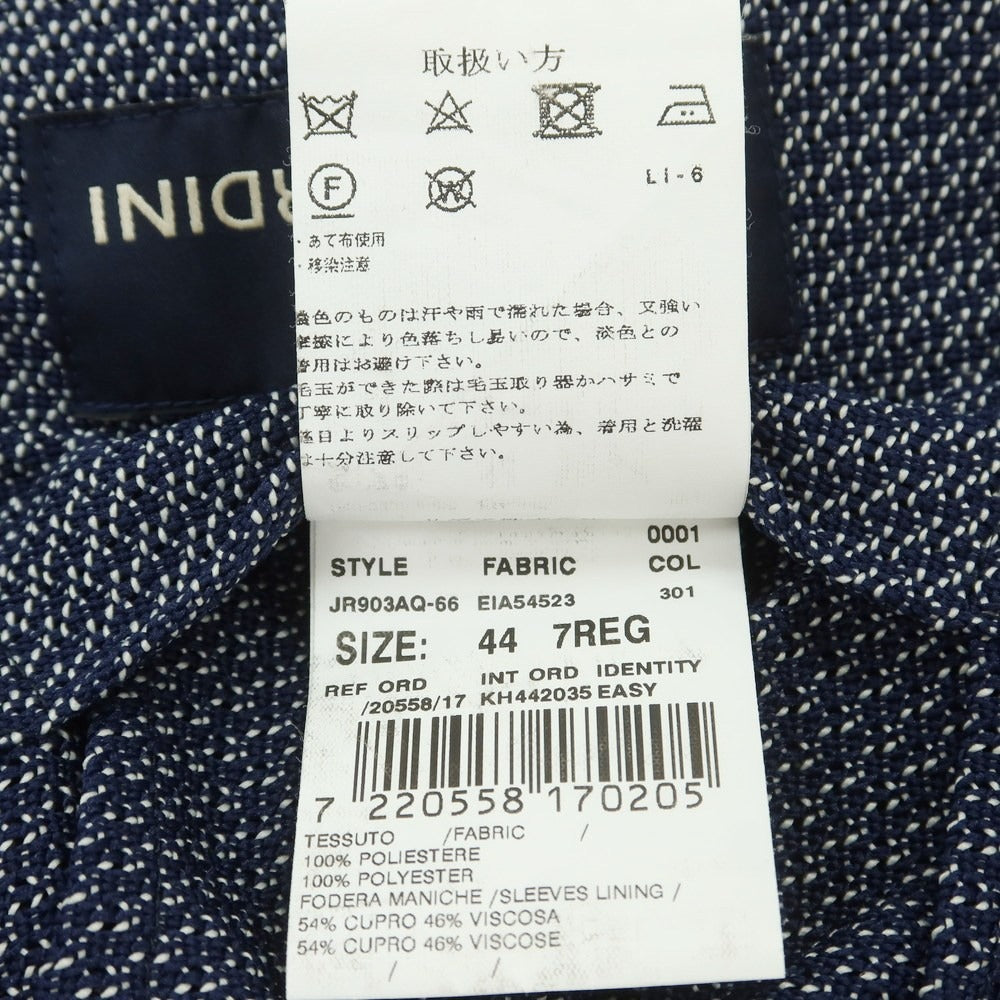 取扱い方
F
W
LI-6
・あて布使用
・移染注意
濃色のものは汗や雨で濡れた場合、又強い
摩擦により色落ちし易いので、淡色との
着用はお避け下さい。
毛玉ができた際は毛玉取り器かハサミで
丁寧に取り除いて下さい。
よりスリップしやすい為、着用と洗濯
は十分注意して下さい。
RDINI
0001
STYLE FABRIC COL
JR903AQ-66 EIA54523 301
SIZE: 44 7REG
REF ORD INT ORD IDENTITY
/20558/17 KH442035 EASY
7 220558 170205
TESSUTO /FABRIC /
100% POLIESTERE
100% POLYESTER
FODERA MANICHE /SLEEVES LINING /
54% CUPRO 46% VISCOSA
54% CUPRO 46% VISCOSE
/ /